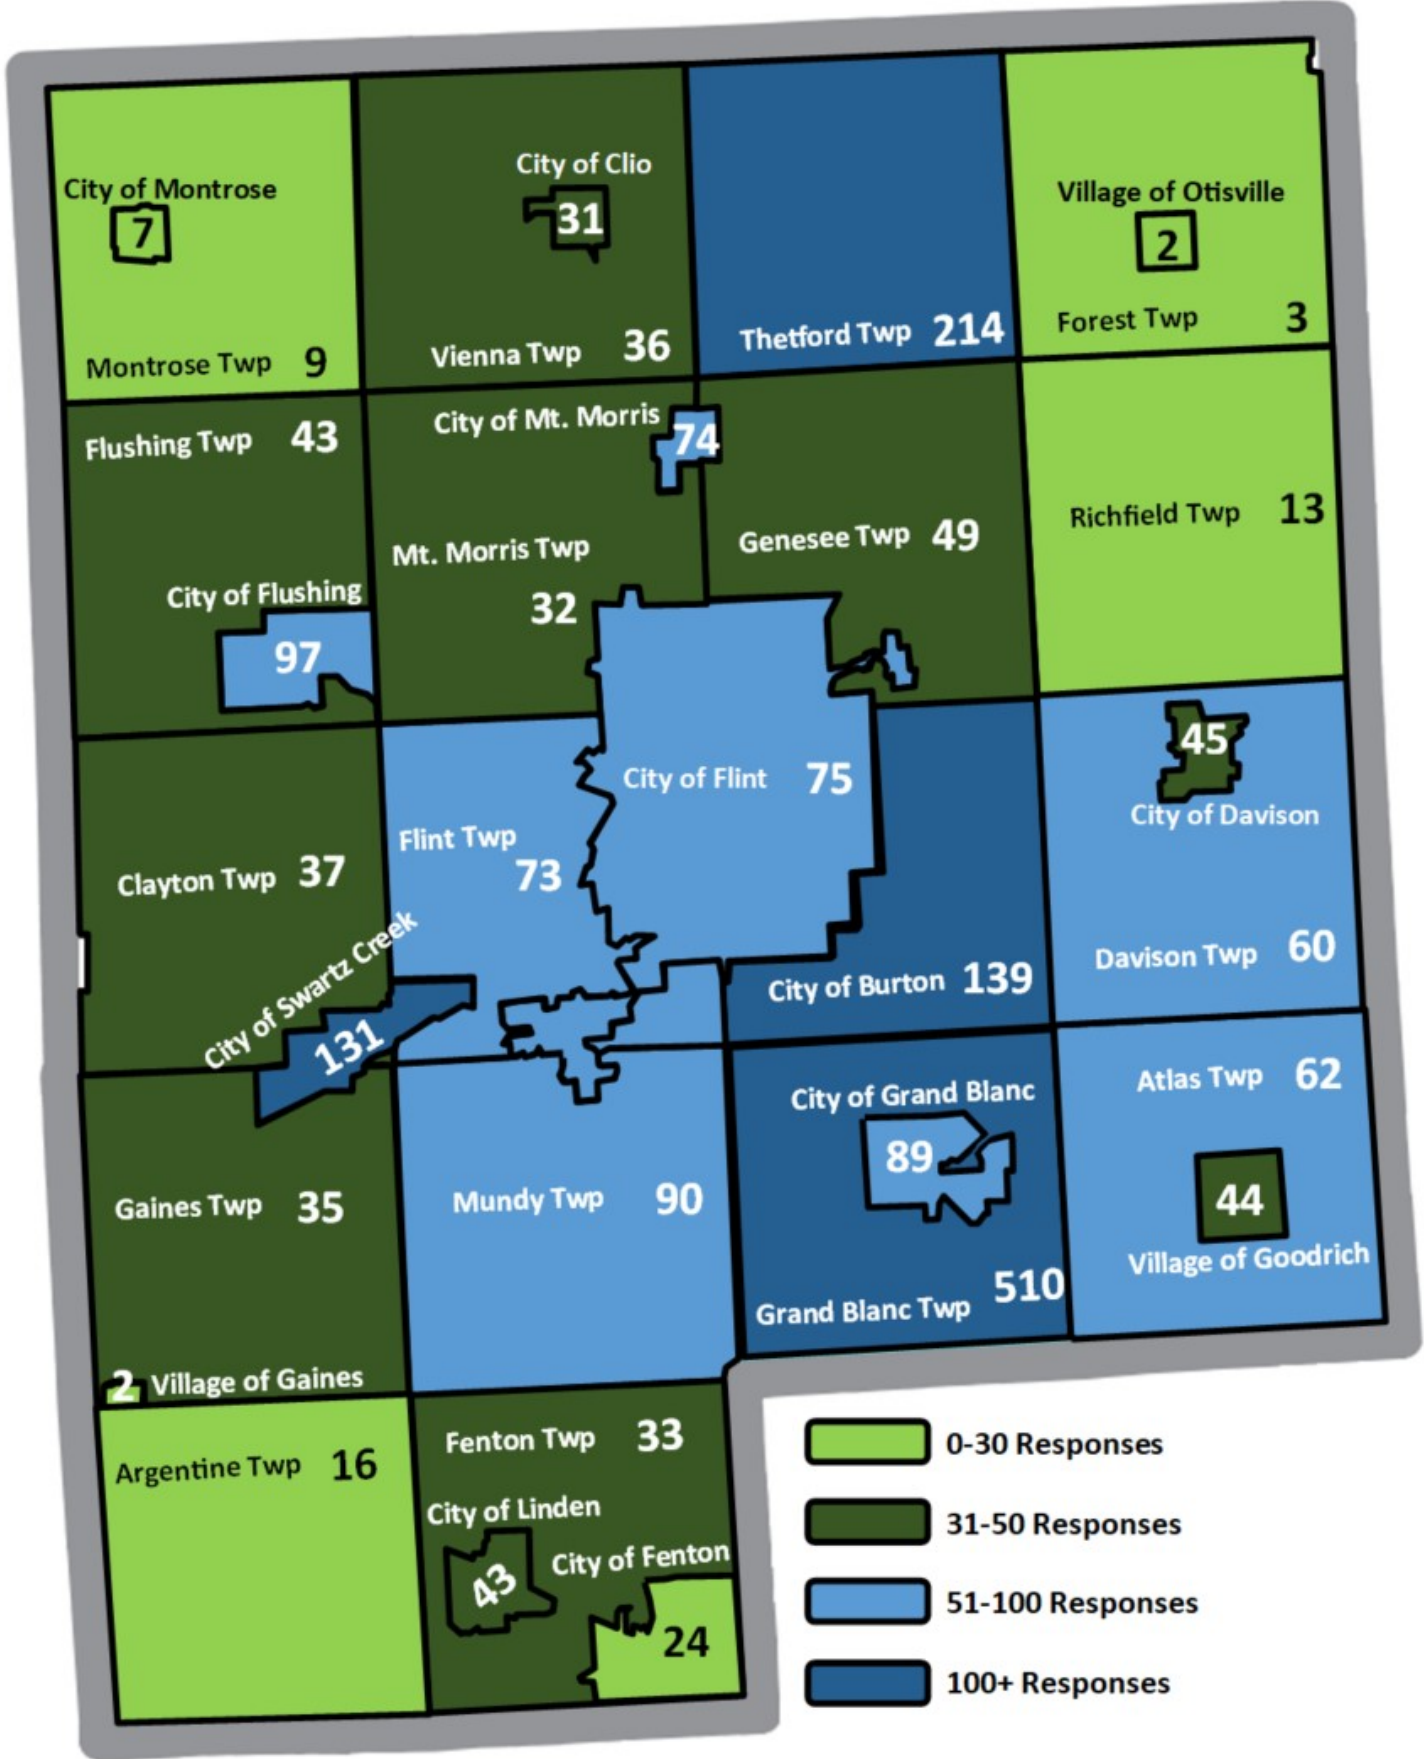 City of Montrose
7
Montrose Twp 9
City of Clio
31
Vienna Twp 36
Thetford Twp 214
Village of Otisville
2
Forest Twp 3
Flushing Twp 43
City of Flushing
97
City of Mt. Morris
74
Mt. Morris Twp
32
Genesee Twp 49
Richfield Twp 13
Clayton Twp 37
City of Swartz Creek
131
Flint Twp
73
City of Flint 75
City of Burton 139
45
City of Davison
Davison Twp 60
Gaines Twp 35
2 Village of Gaines
Mundy Twp 90
City of Grand Blanc
89
Grand Blanc Twp 510
Atlas Twp 62
44
Village of Goodrich
Argentine Twp 16
Fenton Twp 33
City of Linden
43
City of Fenton
24
0-30 Responses
31-50 Responses
51-100 Responses
100+ Responses